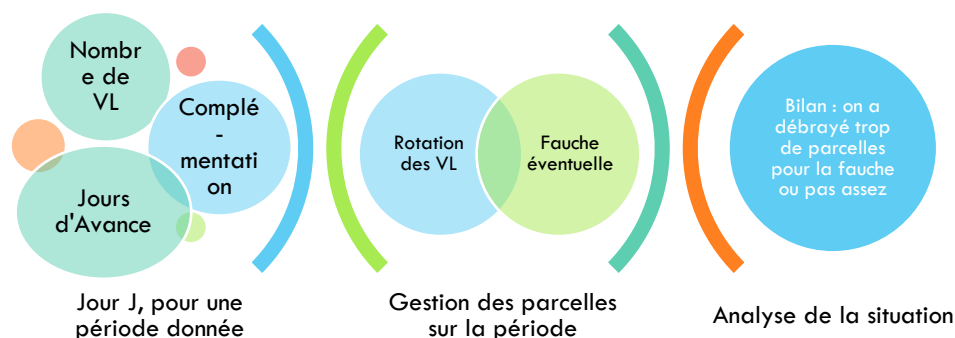 Nombr
e de
VL
Complé
-
mentati
on
Jours
d'Avance
Jour J, pour une
période donnée
Rotation
des VL
Fauche
éventuelle
Gestion des parcelles
sur la période
Bilan : on a
débrayé trop
de parcelles
pour la fauche
ou pas assez
Analyse de la situation